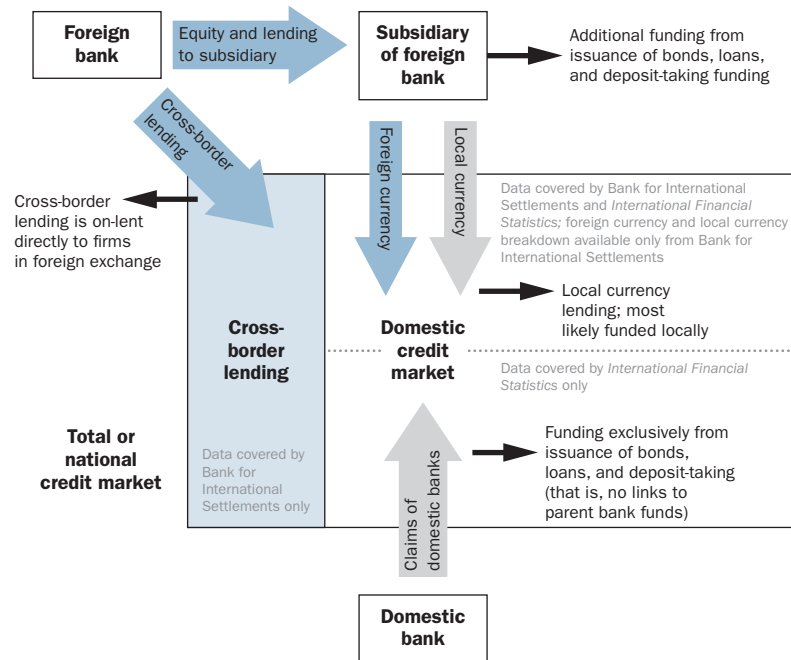 Foreign
bank
Equity and lending
to subsidiary
Subsidiary
of foreign
bank
Additional funding from
issuance of bonds, loans,
and deposit-taking funding
Cross-border
lending
Foreign currency
Local currency
Cross-border
lending is on-lent
directly to firms
in foreign exchange
Data covered by Bank for International
Settlements and International Financial
Statistics; foreign currency and local currency
breakdown available only from Bank for
International Settlements
Local currency
lending; most
likely funded locally
Cross-
border
lending
Domestic
credit
market
Data covered by International Financial
Statistics only
Total or
national
credit market
Data covered by
Bank for
International
Settlements only
Claims of
domestic banks
Funding exclusively from
issuance of bonds,
loans, and deposit-taking
(that is, no links to
parent bank funds)
Domestic
bank